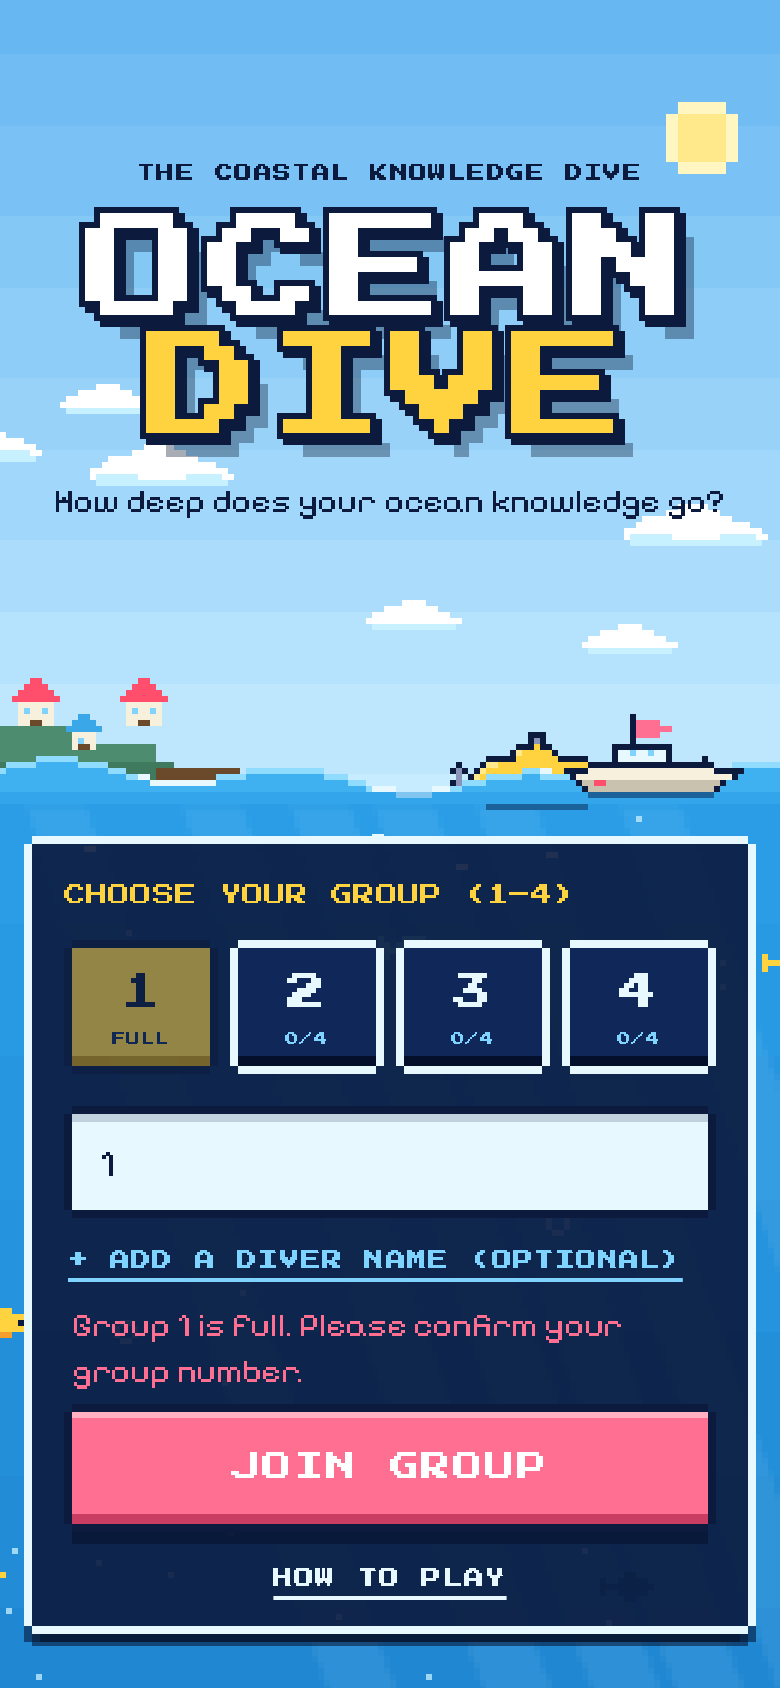 THE COASTAL KNOWLEDGE DIVE
OCEAN
DIVE
How deep does your ocean knowledge go?
CHOOSE YOUR GROUP (1–4)
1 2 3 4
FULL 0/4 0/4 0/4
1
+ ADD A DIVER NAME (OPTIONAL)
Group 1 is full. Please confirm your
group number.
JOIN GROUP
HOW TO PLAY